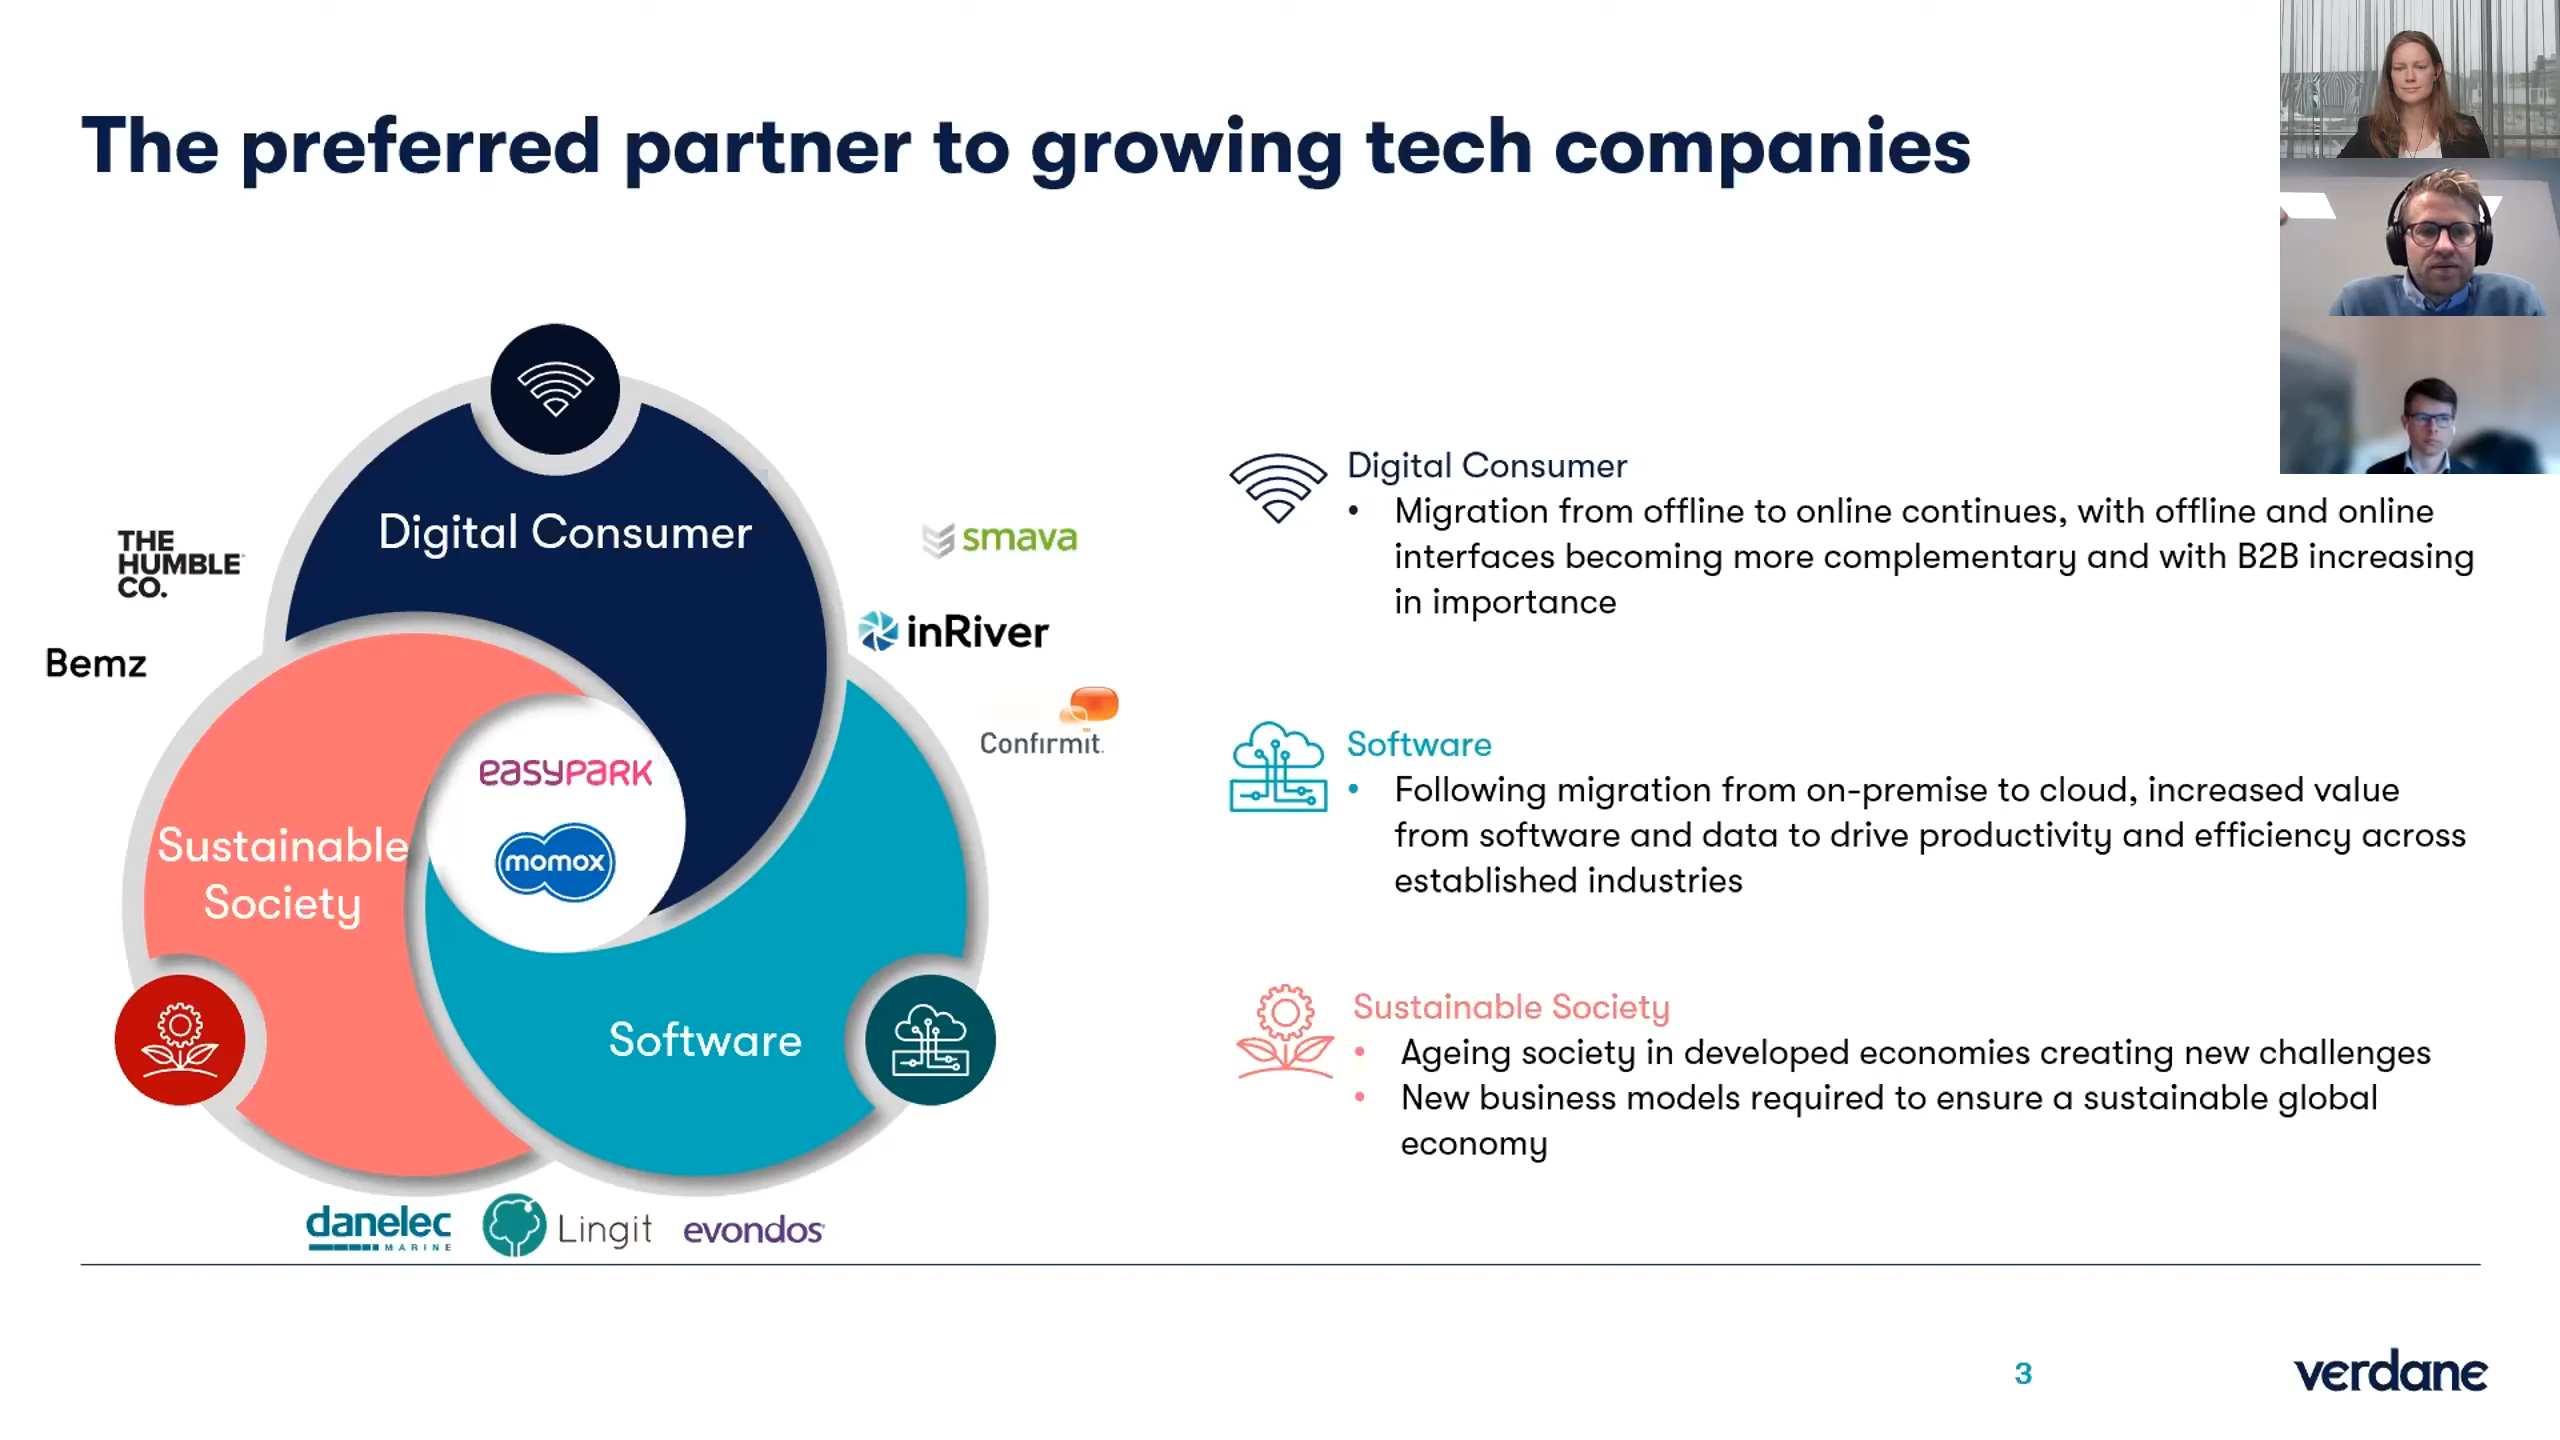 The preferred partner to growing tech companies
Digital Consumer
THE
HUMBLE
CO.
Bemz
smava
inRiver
Confirmit.
easypark
momox
Sustainable
Society
Software
danelec
MARINE
Lingit
evondos
Digital Consumer
• Migration from offline to online continues, with offline and online
interfaces becoming more complementary and with B2B increasing
in importance
Software
• Following migration from on-premise to cloud, increased value
from software and data to drive productivity and efficiency across
established industries
Sustainable Society
• Ageing society in developed economies creating new challenges
• New business models required to ensure a sustainable global
economy
3
verdane